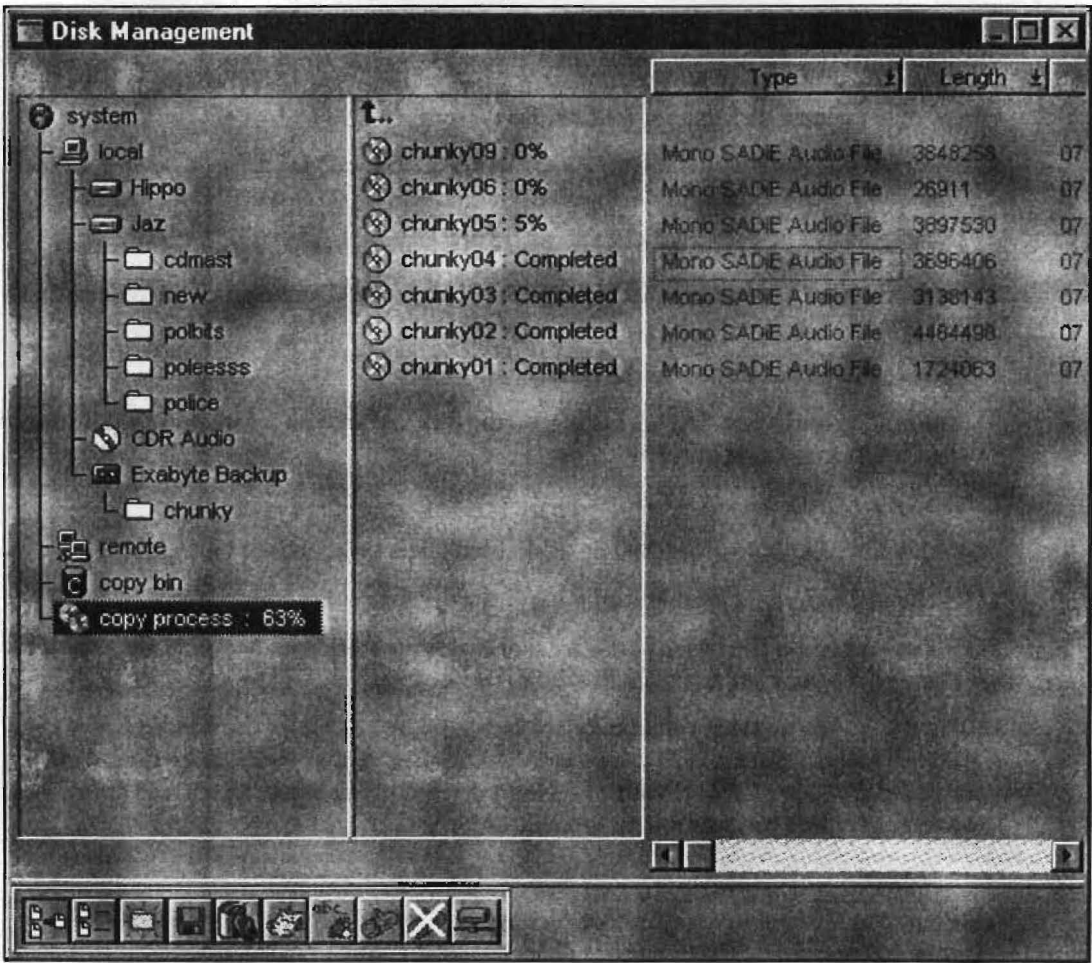 Disk Management
Type Length
system
local
Hippo
Jaz
cdmast
new
polbits
poleesss
police
CDR Audio
Exabyte Backup
chunky
remote
copy bin
copy process : 63%
chunky09 : 0% Mono SADiE Audio File 3848258 07
chunky06 : 0% Mono SADiE Audio File 26911 07
chunky05 : 5% Mono SADiE Audio File 3897530 07
chunky04 : Completed Mono SADiE Audio File 3696406 07
chunky03 : Completed Mono SADiE Audio File 3138143 07
chunky02 : Completed Mono SADiE Audio File 4484498 07
chunky01 : Completed Mono SADiE Audio File 1724063 07
abc